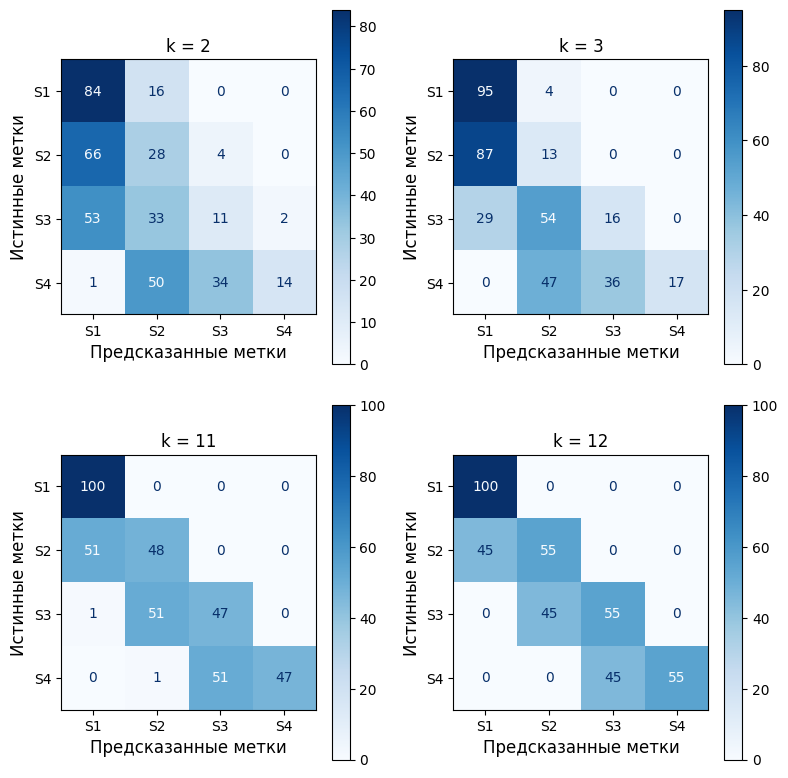 k = 2
80
70
60
50
40
30
20
10
0
Истинные метки
S1 84 16 0 0
S2 66 28 4 0
S3 53 33 11 2
S4 1 50 34 14
S1 S2 S3 S4
Предсказанные метки
k = 3
80
60
40
20
0
Истинные метки
S1 95 4 0 0
S2 87 13 0 0
S3 29 54 16 0
S4 0 47 36 17
S1 S2 S3 S4
Предсказанные метки
k = 11
100
80
60
40
20
0
Истинные метки
S1 100 0 0 0
S2 51 48 0 0
S3 1 51 47 0
S4 0 1 51 47
S1 S2 S3 S4
Предсказанные метки
k = 12
100
80
60
40
20
0
Истинные метки
S1 100 0 0 0
S2 45 55 0 0
S3 0 45 55 0
S4 0 0 45 55
S1 S2 S3 S4
Предсказанные метки